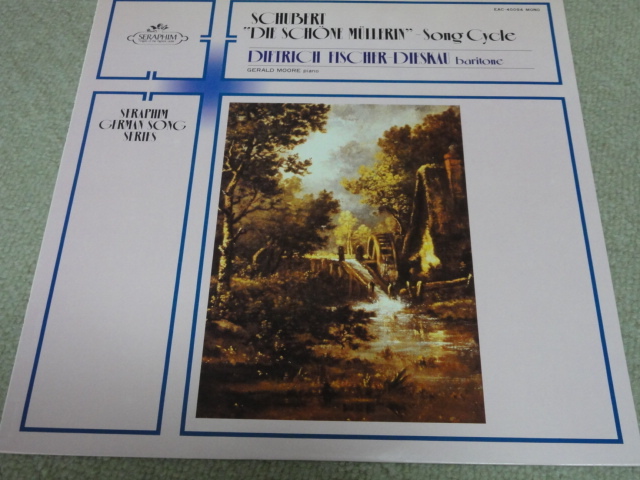 SERAPHIM
SCHUBERT
"DIE SCHÖNE MÜLLERIN"-Song Cycle
DIETRICH FISCHER-DIESKAU baritone
GERALD MOORE piano
SERAPHIM
GERMAN SONG
SERIES